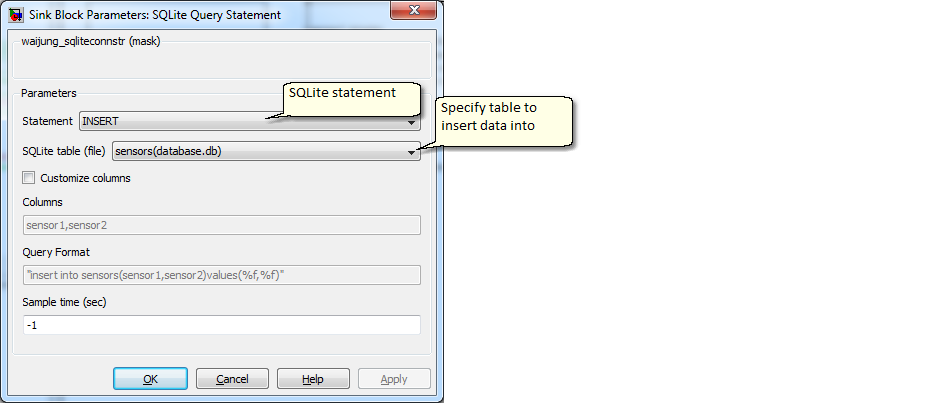 Sink Block Parameters: SQLite Query Statement
waijung_sqliteconnstr (mask)
Parameters
SQLite statement
Statement INSERT
Specify table to
insert data into
SQLite table (file) sensors(database.db)
Customize columns
Columns
sensor1,sensor2
Query Format
"insert into sensors(sensor1,sensor2)values(%f,%f)"
Sample time (sec)
-1
OK Cancel Help Apply